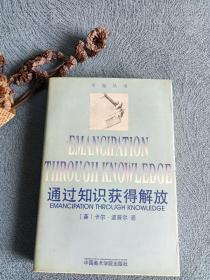 EMANCIPATION
THROUGH KNOWLEDGE
通过知识获得解放
EMANCIPATION THROUGH KNOWLEDGE
〔英〕卡尔·波普尔 著
中国美术学院出版社